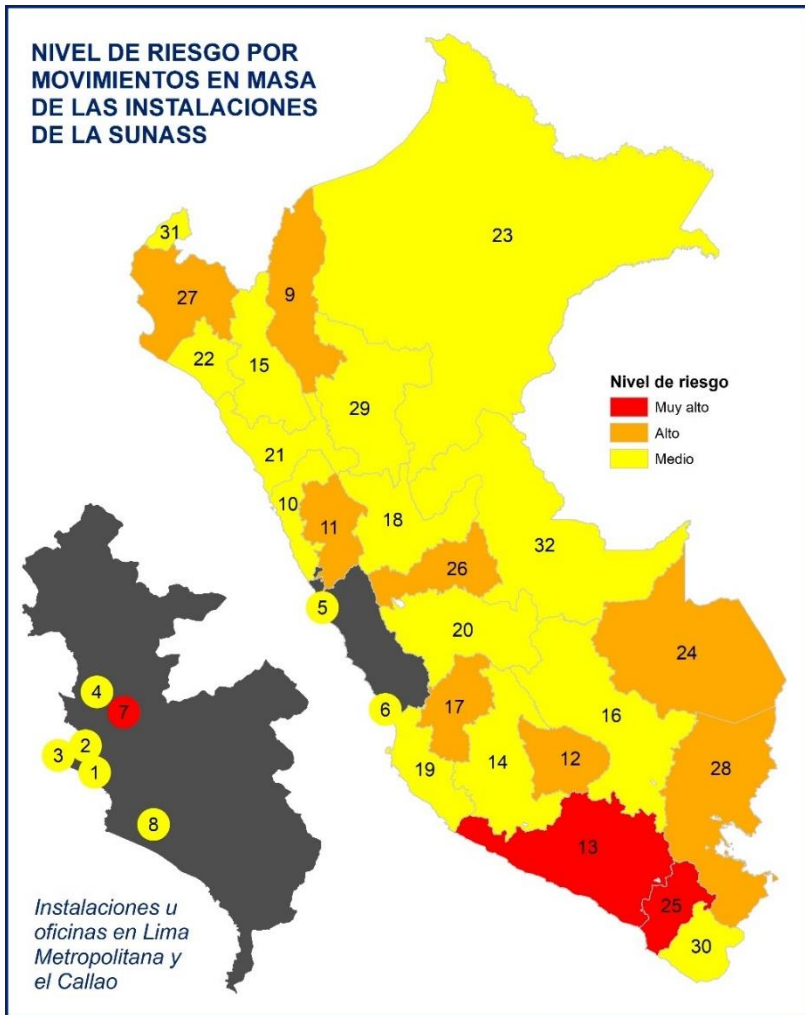 NIVEL DE RIESGO POR
MOVIMIENTOS EN MASA
DE LAS INSTALACIONES
DE LA SUNASS
31
23
27
9
22
15
29
Nivel de riesgo
Muy alto
Alto
Medio
21
10
11
18
32
26
5
20
24
4
7
17
16
6
2
3
1
19
14
12
28
8
13
25
30
Instalaciones u
oficinas en Lima
Metropolitana y
el Callao